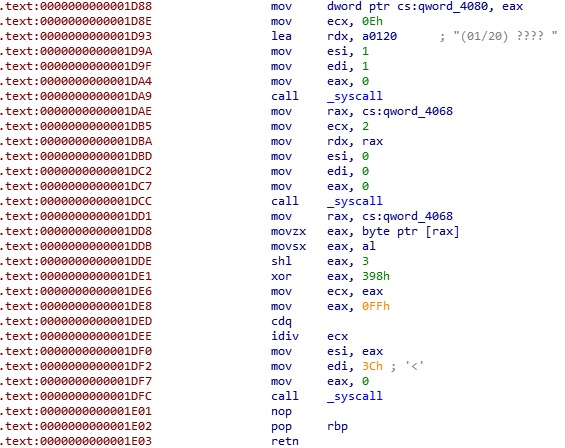 .text:0000000000001D88 mov dword ptr cs:qword_4080, eax
.text:0000000000001D8E mov ecx, 0Eh
.text:0000000000001D93 lea rdx, a0120 ; "(01/20) ???? "
.text:0000000000001D9A mov esi, 1
.text:0000000000001D9F mov edi, 1
.text:0000000000001DA4 mov eax, 0
.text:0000000000001DA9 call _syscall
.text:0000000000001DAE mov rax, cs:qword_4068
.text:0000000000001DB5 mov ecx, 2
.text:0000000000001DBA mov rdx, rax
.text:0000000000001DBD mov esi, 0
.text:0000000000001DC2 mov edi, 0
.text:0000000000001DC7 mov eax, 0
.text:0000000000001DCC call _syscall
.text:0000000000001DD1 mov rax, cs:qword_4068
.text:0000000000001DD8 movzx eax, byte ptr [rax]
.text:0000000000001DDB movsx eax, al
.text:0000000000001DDE shl eax, 3
.text:0000000000001DE1 xor eax, 398h
.text:0000000000001DE6 mov ecx, eax
.text:0000000000001DE8 mov eax, 0FFh
.text:0000000000001DED cdq
.text:0000000000001DEE idiv ecx
.text:0000000000001DF0 mov esi, eax
.text:0000000000001DF2 mov edi, 3Ch ; '<'
.text:0000000000001DF7 mov eax, 0
.text:0000000000001DFC call _syscall
.text:0000000000001E01 nop
.text:0000000000001E02 pop rbp
.text:0000000000001E03 retn